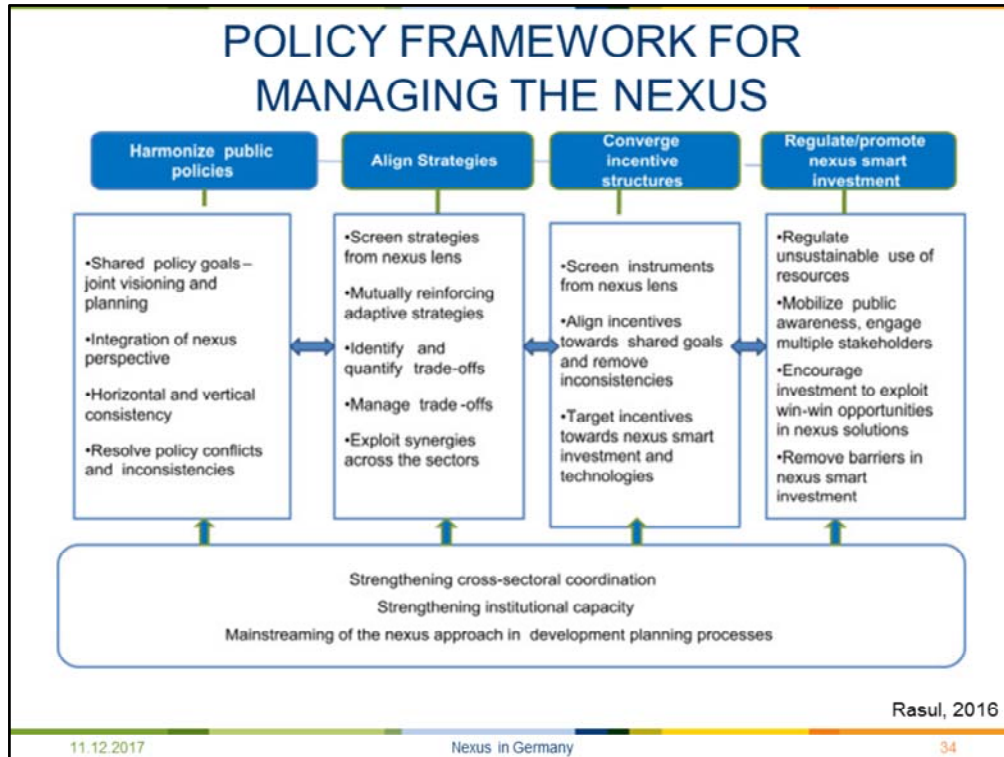 POLICY FRAMEWORK FOR
MANAGING THE NEXUS
Harmonize public
policies
Align Strategies
Converge
incentive
structures
Regulate/promote
nexus smart
investment
•Shared policy goals–
joint visioning and
planning
•Integration of nexus
perspective
•Horizontal and vertical
consistency
•Resolve policy conflicts
and inconsistencies
•Screen strategies
from nexus lens
•Mutually reinforcing
adaptive strategies
•Identify and
quantify trade-offs
•Manage trade-offs
•Exploit synergies
across the sectors
•Screen instruments
from nexus lens
•Align incentives
towards shared goals
and remove
inconsistencies
•Target incentives
towards nexus smart
investment and
technologies
•Regulate
unsustainable use of
resources
•Mobilize public
awareness, engage
multiple stakeholders
•Encourage
investment to exploit
win-win opportunities
in nexus solutions
•Remove barriers in
nexus smart
investment
Strengthening cross-sectoral coordination
Strengthening institutional capacity
Mainstreaming of the nexus approach in development planning processes
Rasul, 2016
11.12.2017
Nexus in Germany
34